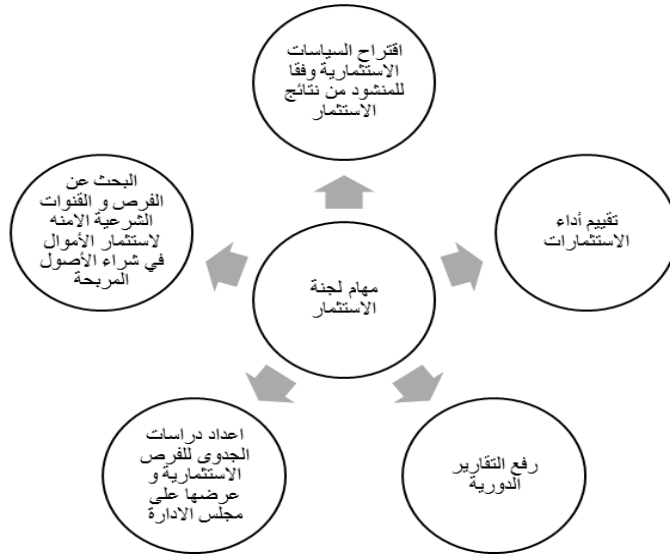 اقتراح السياسات
الاستثمارية وفقا
للمنشود من نتائج
الاستثمار
تقييم أداء
الاستثمارات
رفع التقارير
الدورية
اعداد دراسات
الجدوى للفرص
الاستثمارية و
عرضها على
مجلس الادارة
البحث عن
الفرص و القنوات
الشرعية الامنه
لاستثمار الأموال
في شراء الأصول
المربحة
مهام لجنة
الاستثمار